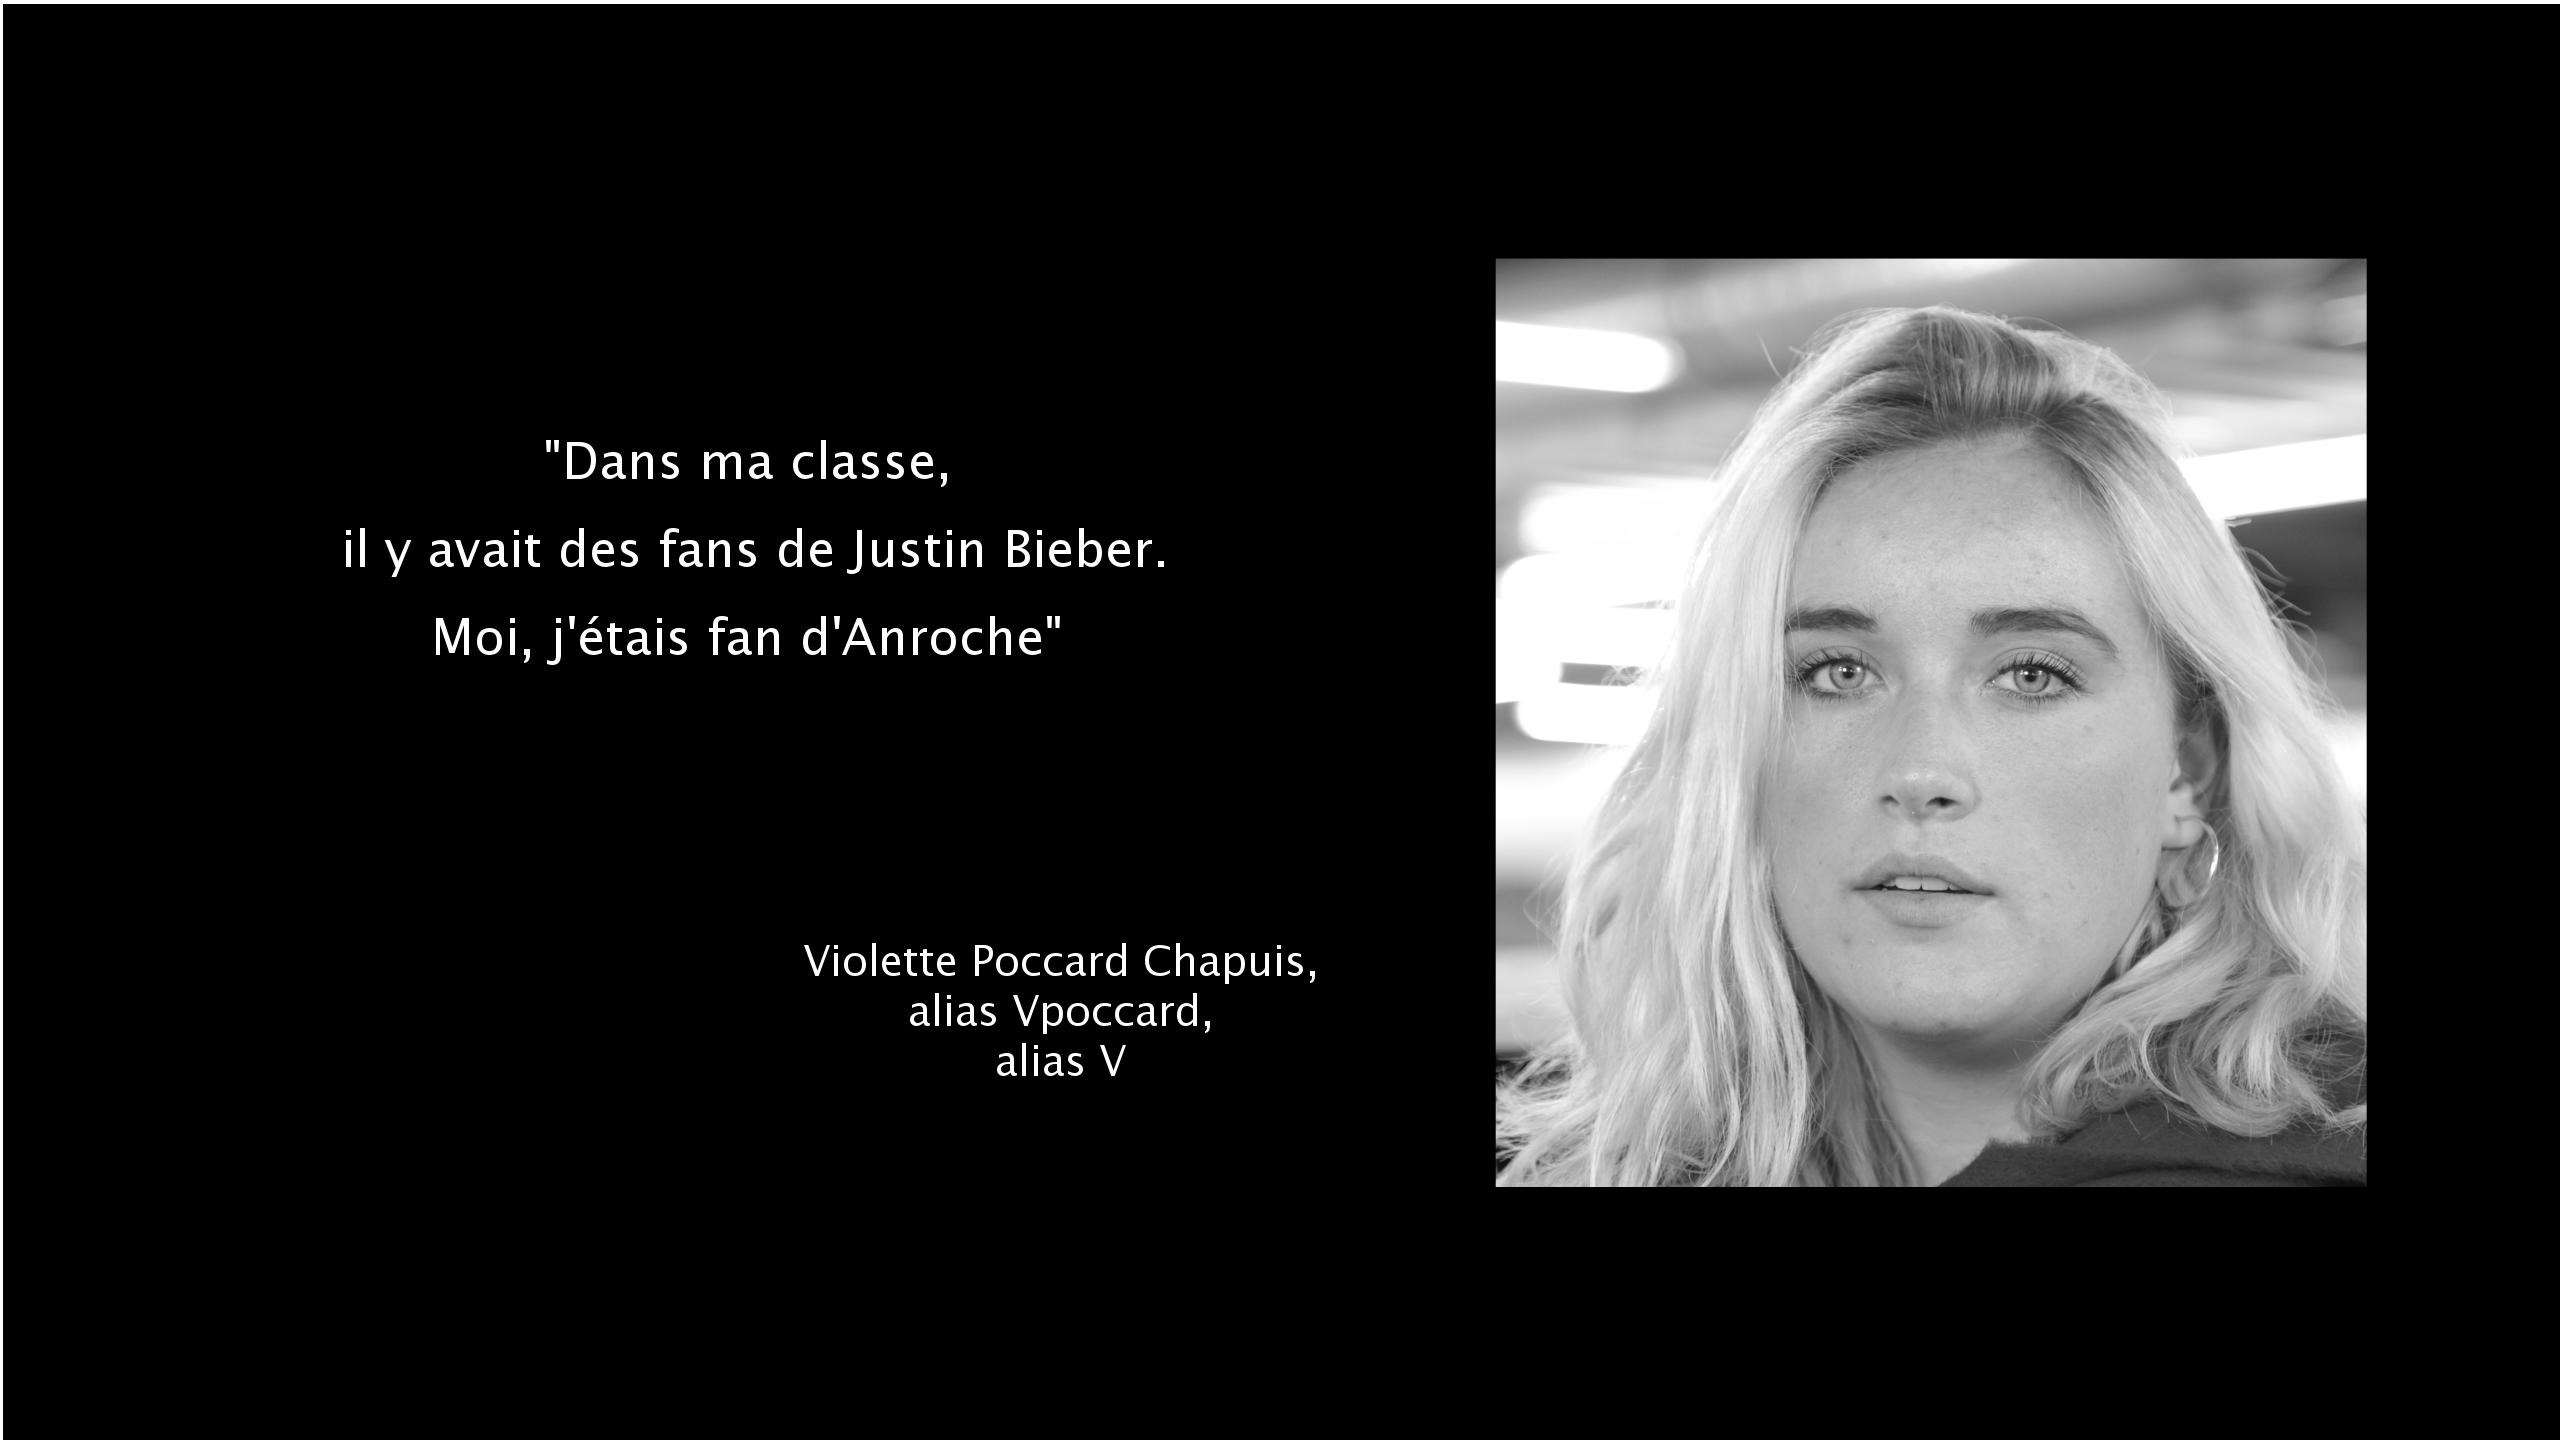 "Dans ma classe,
il y avait des fans de Justin Bieber.
Moi, j'étais fan d'Anroche"
Violette Poccard Chapuis,
alias Vpoccard,
alias V